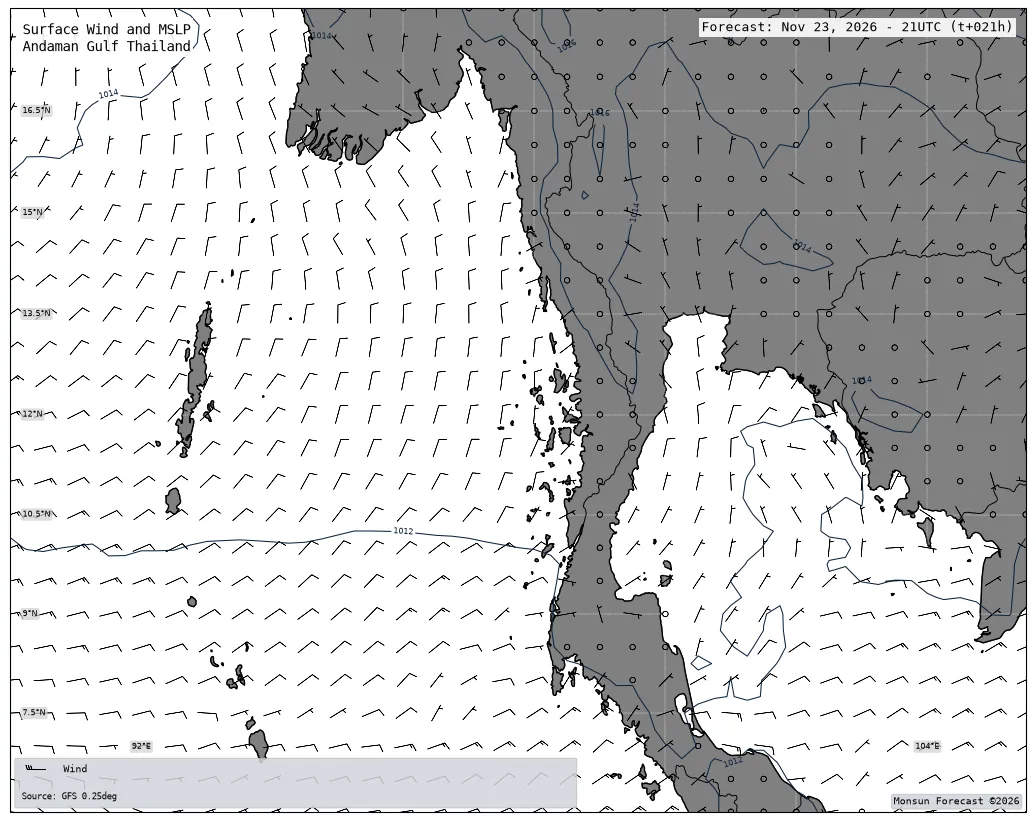 Surface Wind and MSLP
Andaman Gulf Thailand
Forecast: Nov 23, 2026 - 21UTC (t+021h)
1014
1016
1014
16.5°N
1016
15°N
1014
1014
13.5°N
1014
12°N
10.5°N
1012
9°N
7.5°N
92°E
104°E
1012
Wind
Source: GFS 0.25deg
Monsun Forecast ©2026